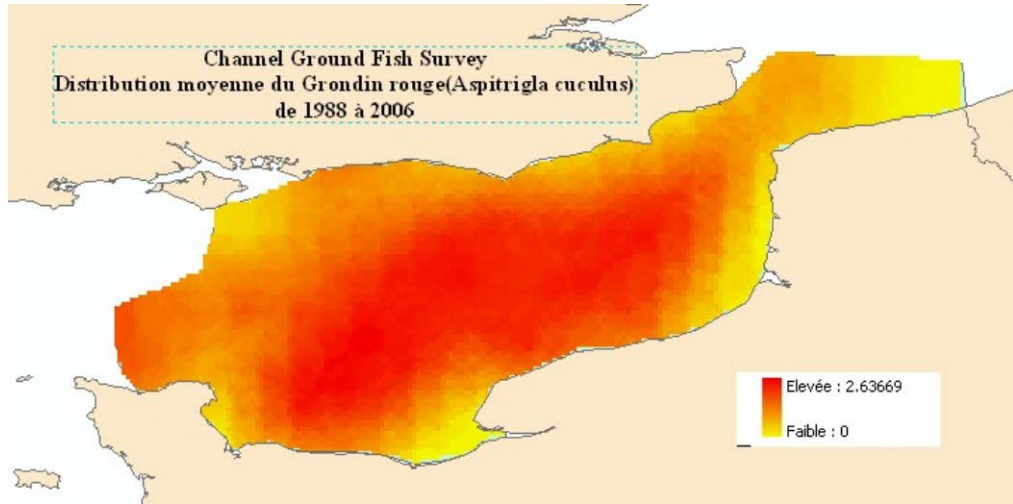 Channel Ground Fish Survey
Distribution moyenne du Grondin rouge(Aspitrigla cuculus)
de 1988 à 2006
Elevée : 2.63669
Faible : 0